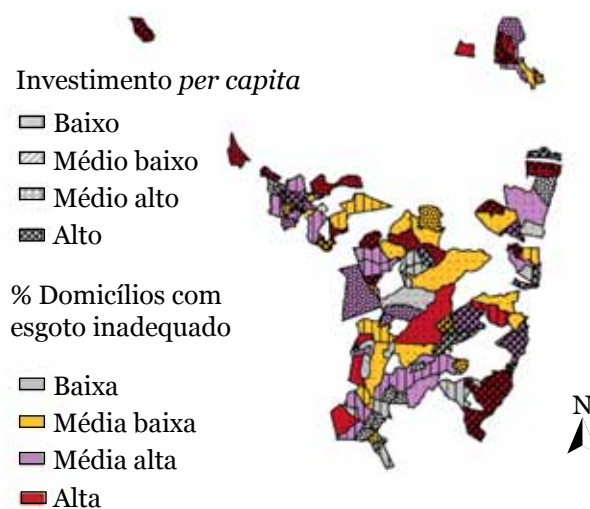 Investimento per capita
Baixo
Médio baixo
Médio alto
Alto
% Domicílios com
esgoto inadequado
Baixa
Média baixa
Média alta
Alta
N